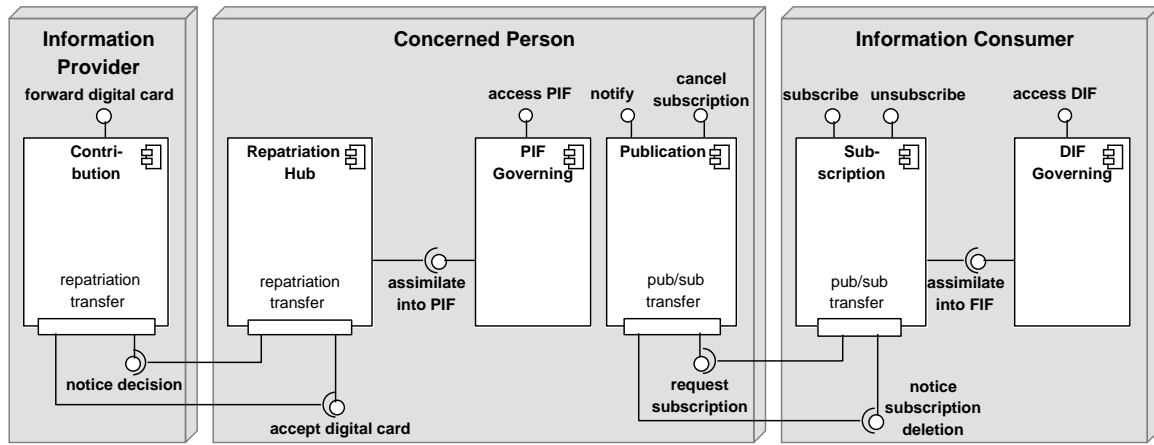 Information
Provider
forward digital card
Contri-
bution
repatriation
transfer
notice decision
Concerned Person
Repatriation
Hub
repatriation
transfer
accept digital card
assimilate
into PIF
access PIF
PIF
Governing
notify
cancel
subscription
Publication
pub/sub
transfer
request
subscription
Information Consumer
subscribe
unsubscribe
Sub-
scription
pub/sub
transfer
notice
subscription
deletion
assimilate
into FIF
access DIF
DIF
Governing